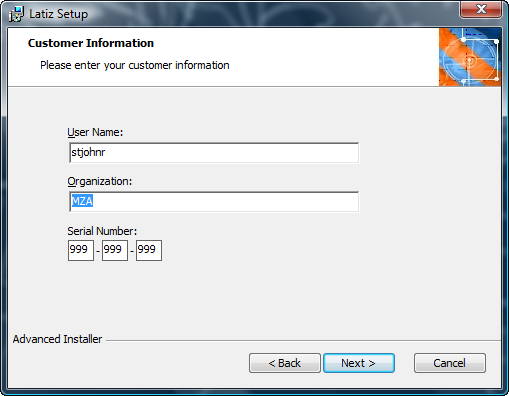 Latiz Setup
Customer Information
Please enter your customer information
User Name:
stjohnr
Organization:
MZA
Serial Number:
999 - 999 - 999
Advanced Installer
< Back Next > Cancel